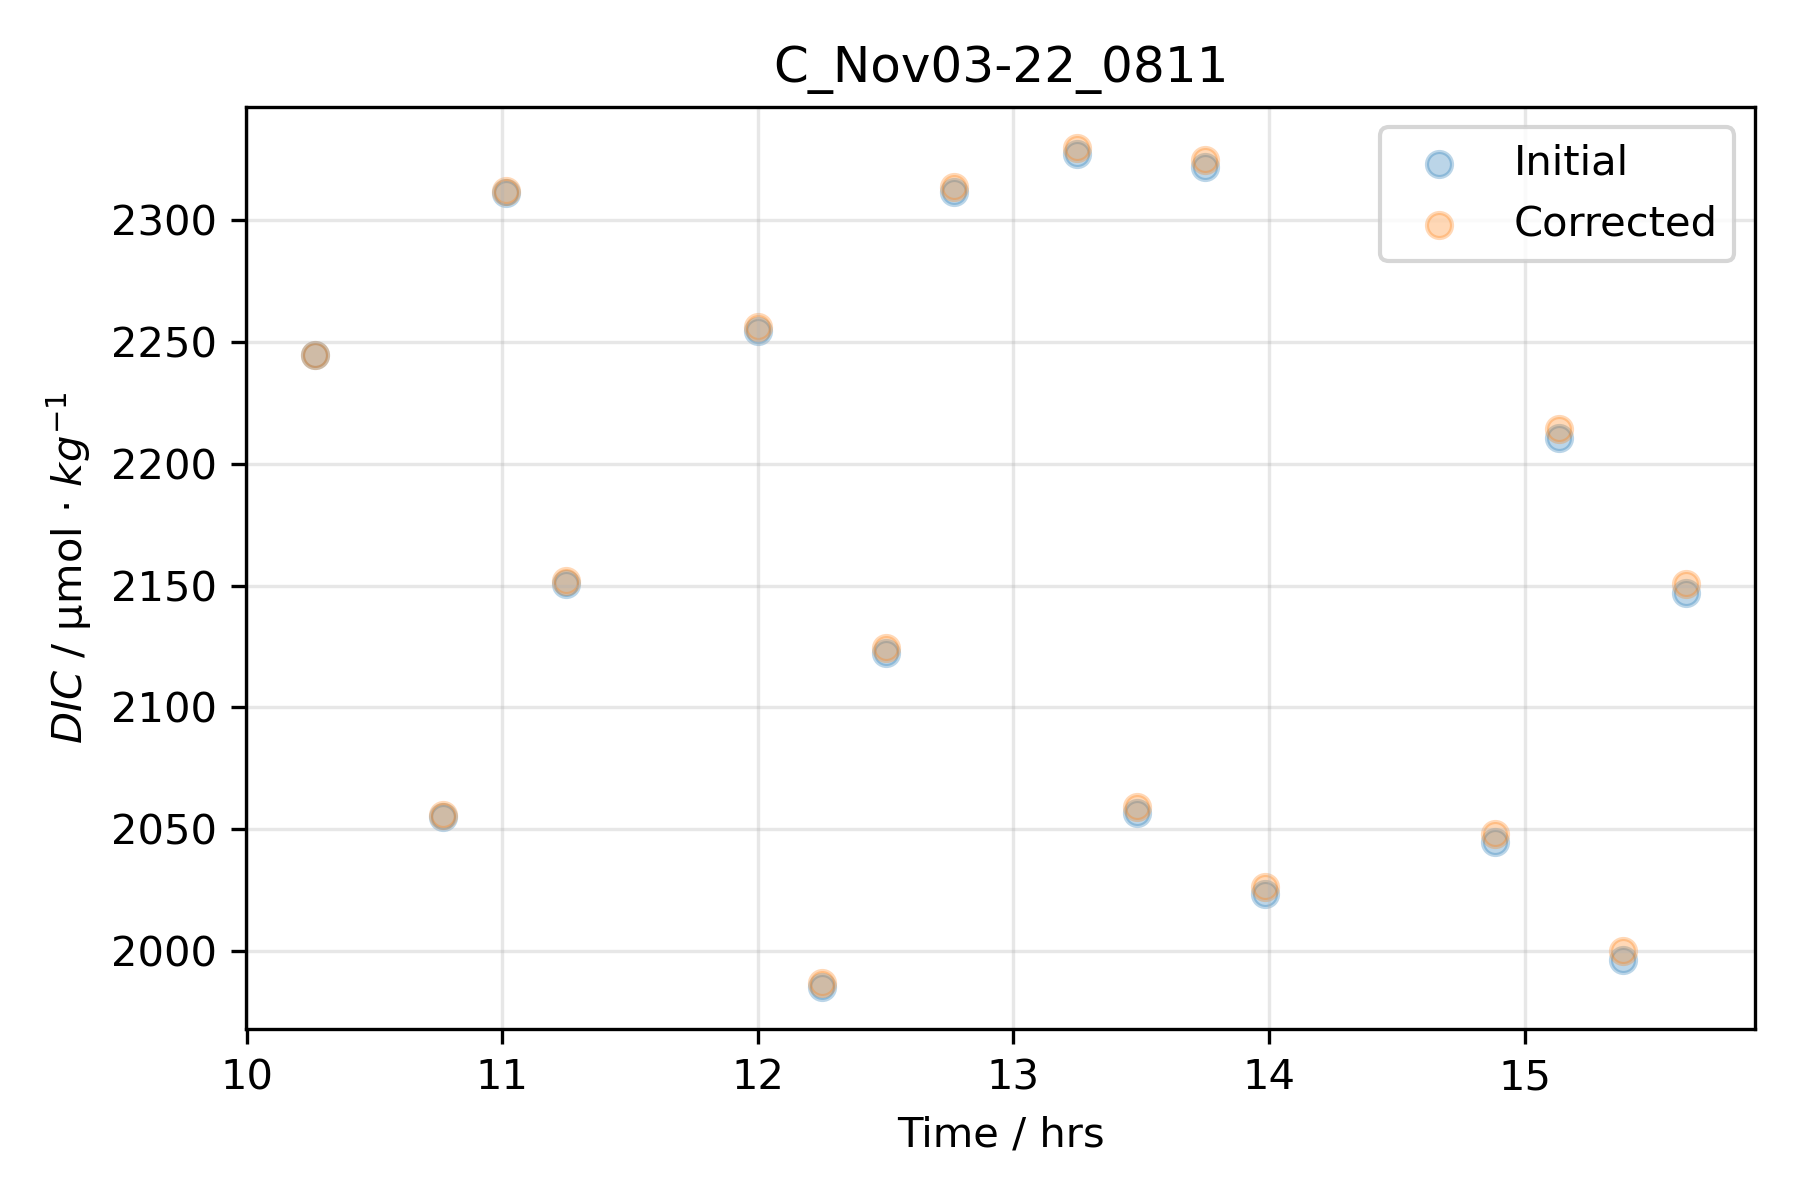 C_Nov03-22_0811
Initial
Corrected
2300
2250
2200
2150
2100
2050
2000
DIC / µmol · kg⁻¹
10 11 12 13 14 15
Time / hrs